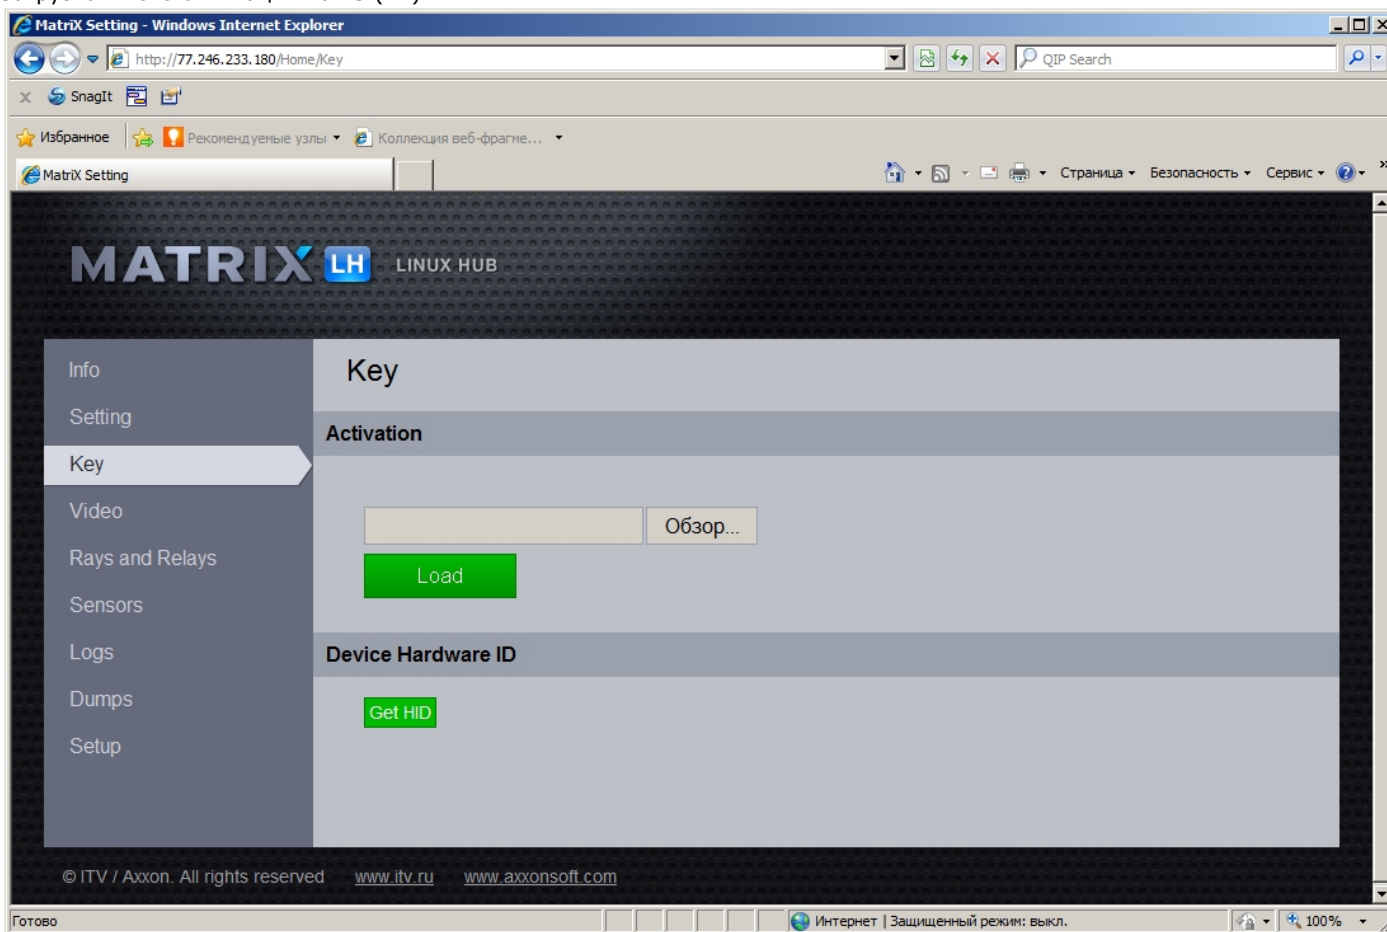 MatriX Setting - Windows Internet Explorer
http://77.246.233.180/Home/Key
QIP Search
x SnagIt
Избранное Рекомендуемые узлы Коллекция веб-фрагме...
MatriX Setting
Страница Безопасность Сервис
MATRIX LH LINUX HUB
Info
Setting
Key
Video
Rays and Relays
Sensors
Logs
Dumps
Setup
Key
Activation
Обзор...
Load
Device Hardware ID
Get HID
© ITV / Axxon. All rights reserved www.itv.ru www.axxonsoft.com
Готово
Интернет | Защищенный режим: выкл.
100%